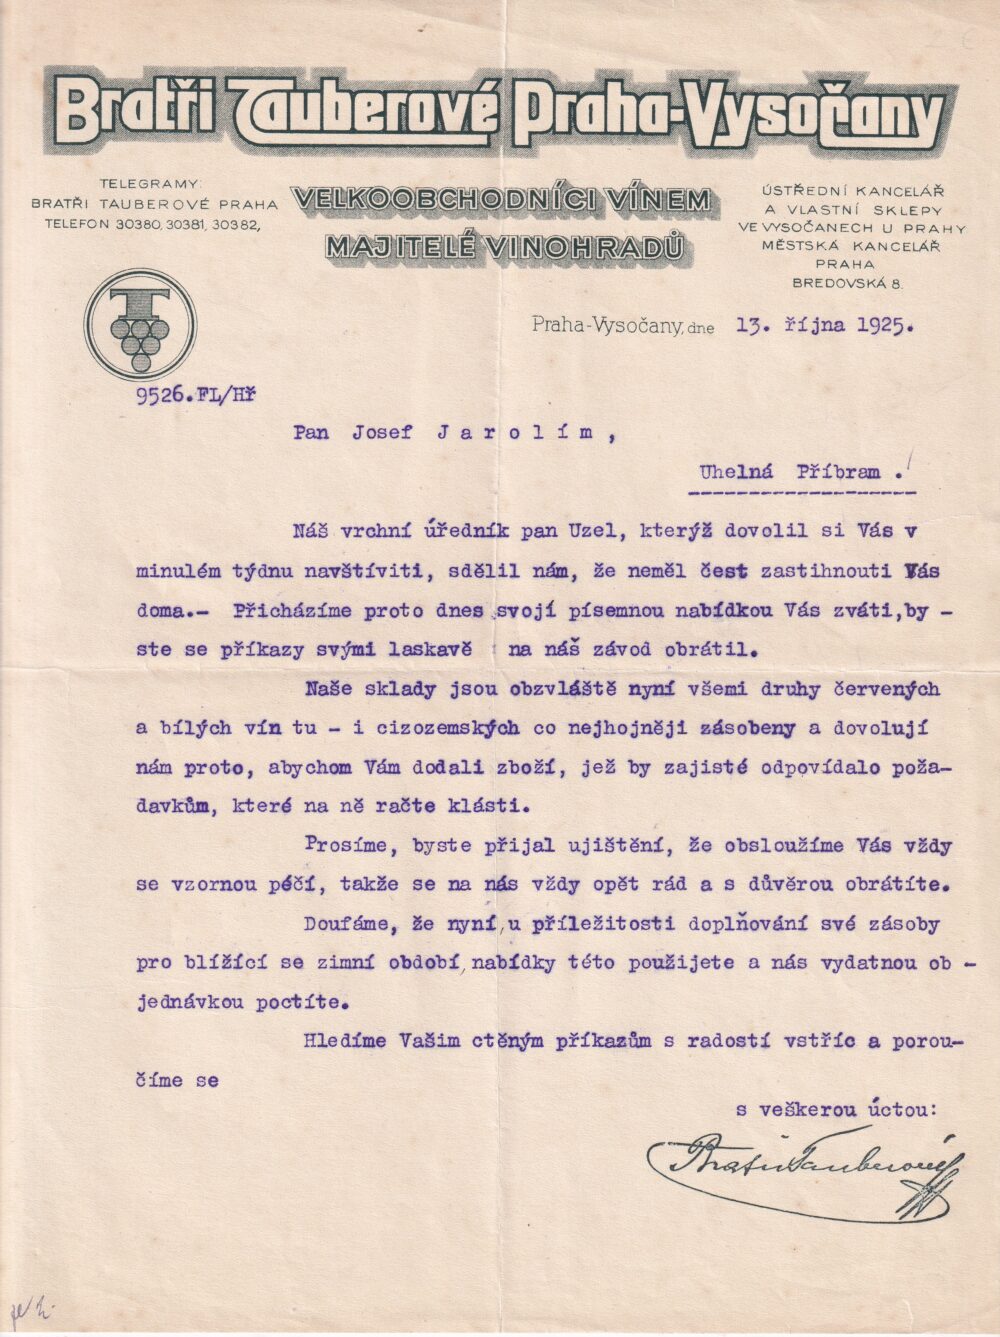 Bratři Tauberové Praha-Vysočany
TELEGRAMY:
BRATŘI TAUBEROVÉ PRAHA
TELEFON 30380, 30381, 30382,
VELKOOBCHODNÍCI VÍNEM
MAJITELÉ VINOHRADŮ
ÚSTŘEDNÍ KANCELÁŘ
A VLASTNÍ SKLEPY
VE VYSOČANECH U PRAHY
MĚSTSKÁ KANCELÁŘ
PRAHA
BREDOVSKÁ 8.
T
Praha-Vysočany, dne 13. října 1925.
9526.FL/Hř
Pan Josef Jarolím,
Uhelná Příbram.
Náš vrchní úředník pan Uzel, kterýž dovolil si Vás v
minulém týdnu navštíviti, sdělil nám, že neměl čest zastihnouti Vás
doma.- Přicházíme proto dnes svojí písemnou nabídkou Vás zváti,by -
ste se příkazy svými laskavě na náš závod obrátil.
Naše sklady jsou obzvláště nyní všemi druhy červených
a bílých vín tu - i cizozemských co nejhojněji zásobeny a dovolují
nám proto, abychom Vám dodali zboží, jež by zajisté odpovídalo poža-
davkům, které na ně račte klásti.
Prosíme, byste přijal ujištění, že obsloužíme Vás vždy
se vzornou péčí, takže se na nás vždy opět rád a s důvěrou obrátíte.
Doufáme, že nyní,u příležitosti doplňování své zásoby
pro blížící se zimní období,nabídky této použijete a nás vydatnou ob -
jednávkou poctíte.
Hledíme Vašim ctěným příkazům s radostí vstříc a porou-
číme se
s veškerou úctou:
Bratři Tauberové